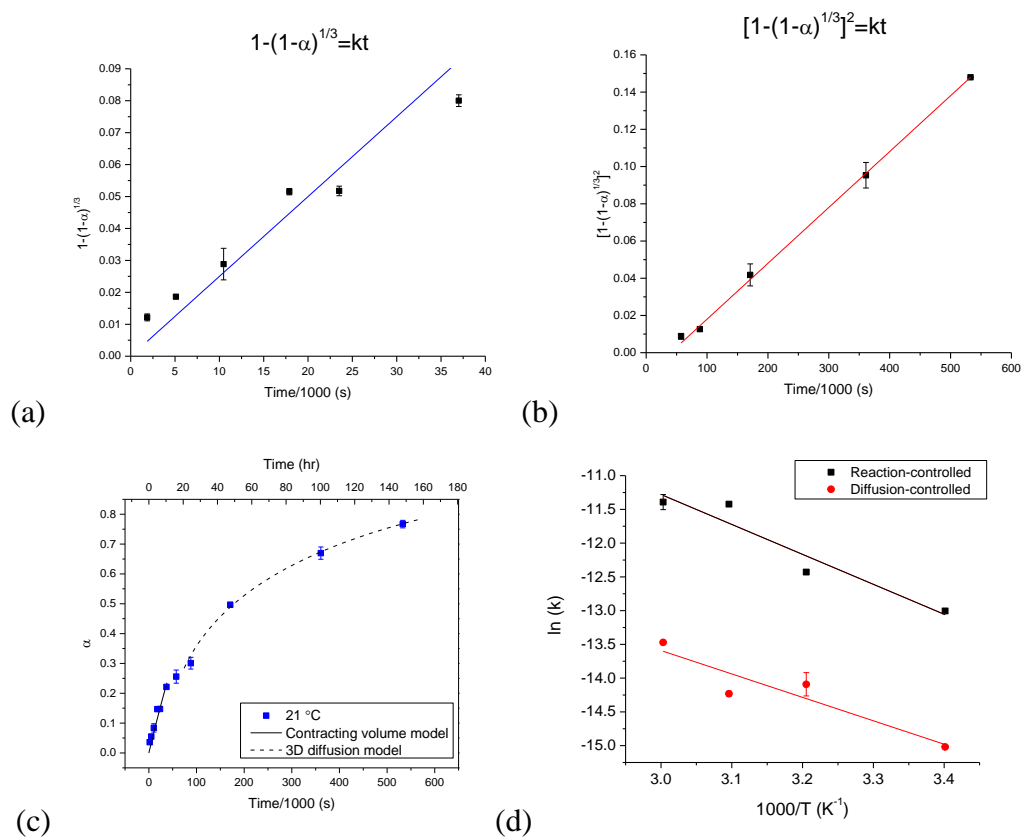 1-(1-α)^1/3=kt
0.09
0.08
0.07
0.06
0.05
0.04
0.03
0.02
0.01
0.00
1-(1-α)^1/3
0 5 10 15 20 25 30 35 40
Time/1000 (s)
(a)
[1-(1-α)^1/3]^2=kt
0.16
0.14
0.12
0.10
0.08
0.06
0.04
0.02
0.00
[1-(1-α)^1/3]^2
0 100 200 300 400 500 600
Time/1000 (s)
(b)
Time (hr)
0 20 40 60 80 100 120 140 160 180
0.8
0.7
0.6
0.5
0.4
0.3
0.2
0.1
0.0
α
21 °C
Contracting volume model
3D diffusion model
0 100 200 300 400 500 600
Time/1000 (s)
(c)
Reaction-controlled
Diffusion-controlled
-11.0
-11.5
-12.0
-12.5
-13.0
-13.5
-14.0
-14.5
-15.0
ln (k)
3.0 3.1 3.2 3.3 3.4
1000/T (K^-1)
(d)